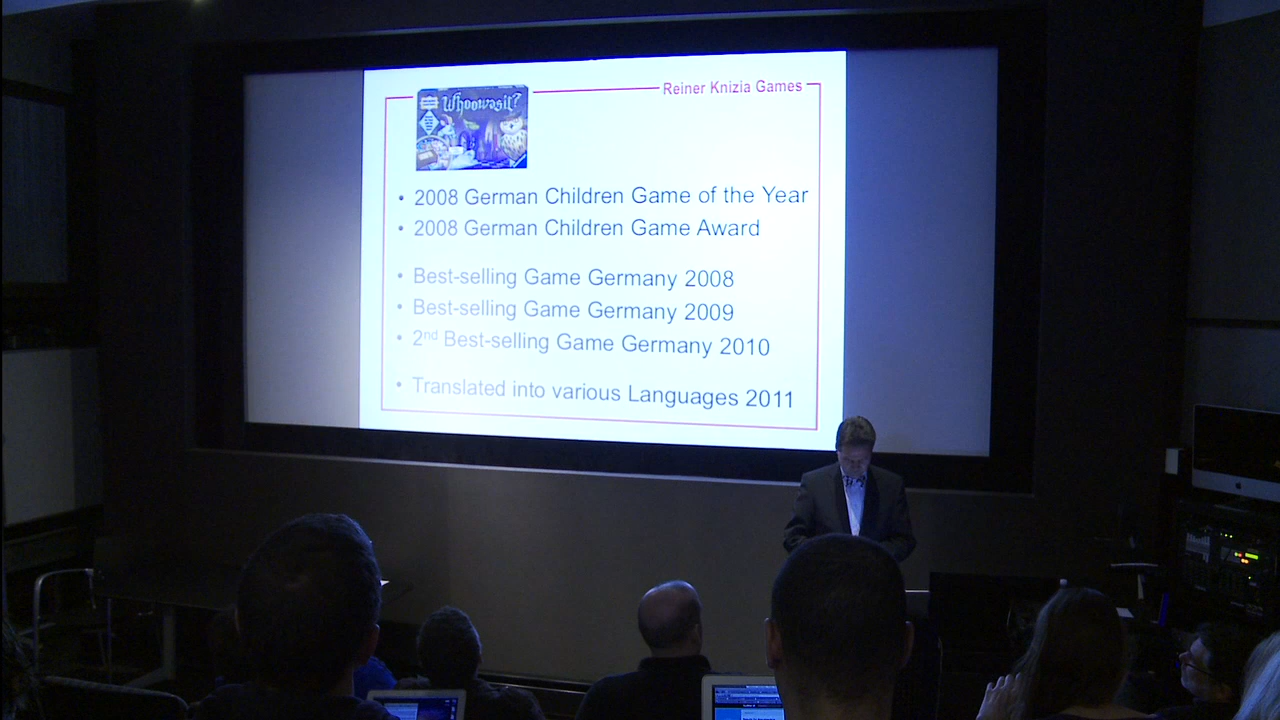 Reiner Knizia Games
Whoowasit?
• 2008 German Children Game of the Year
• 2008 German Children Game Award
• Best-selling Game Germany 2008
• Best-selling Game Germany 2009
• 2nd Best-selling Game Germany 2010
• Translated into various Languages 2011